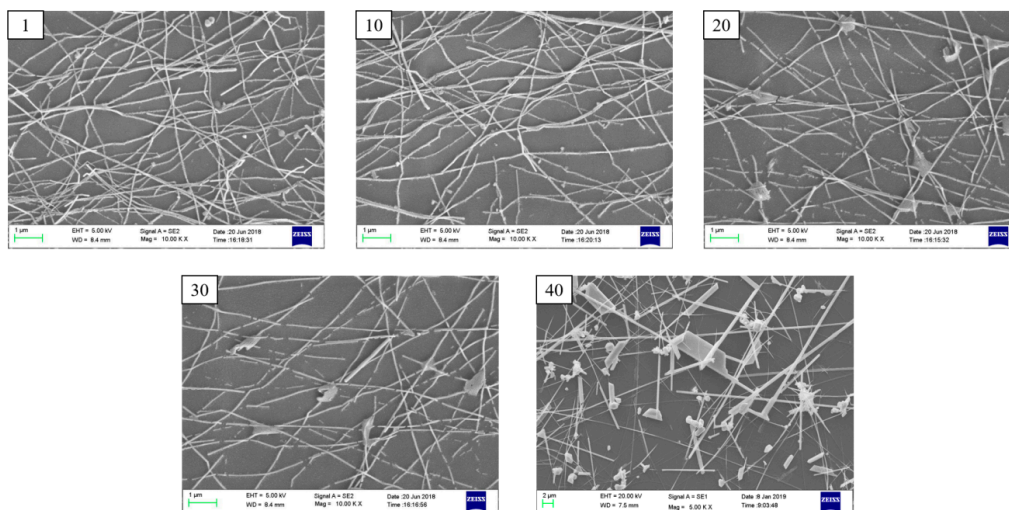 1
10
20
1 µm
EHT = 5.00 kV
Signal A = SE2
Date :20 Jun 2018
WD = 8.4 mm
Mag = 10.00 K X
Time :16:18:31
ZEISS
1 µm
EHT = 5.00 kV
Signal A = SE2
Date :20 Jun 2018
WD = 8.4 mm
Mag = 10.00 K X
Time :16:20:13
ZEISS
1 µm
EHT = 5.00 kV
Signal A = SE2
Date :20 Jun 2018
WD = 8.4 mm
Mag = 10.00 K X
Time :16:15:32
ZEISS
30
40
1 µm
EHT = 5.00 kV
Signal A = SE2
Date :20 Jun 2018
WD = 8.4 mm
Mag = 10.00 K X
Time :16:16:56
ZEISS
2 µm
EHT = 20.00 kV
Signal A = SE1
Date :8 Jan 2019
WD = 7.5 mm
Mag = 5.00 K X
Time :9:03:48
ZEISS